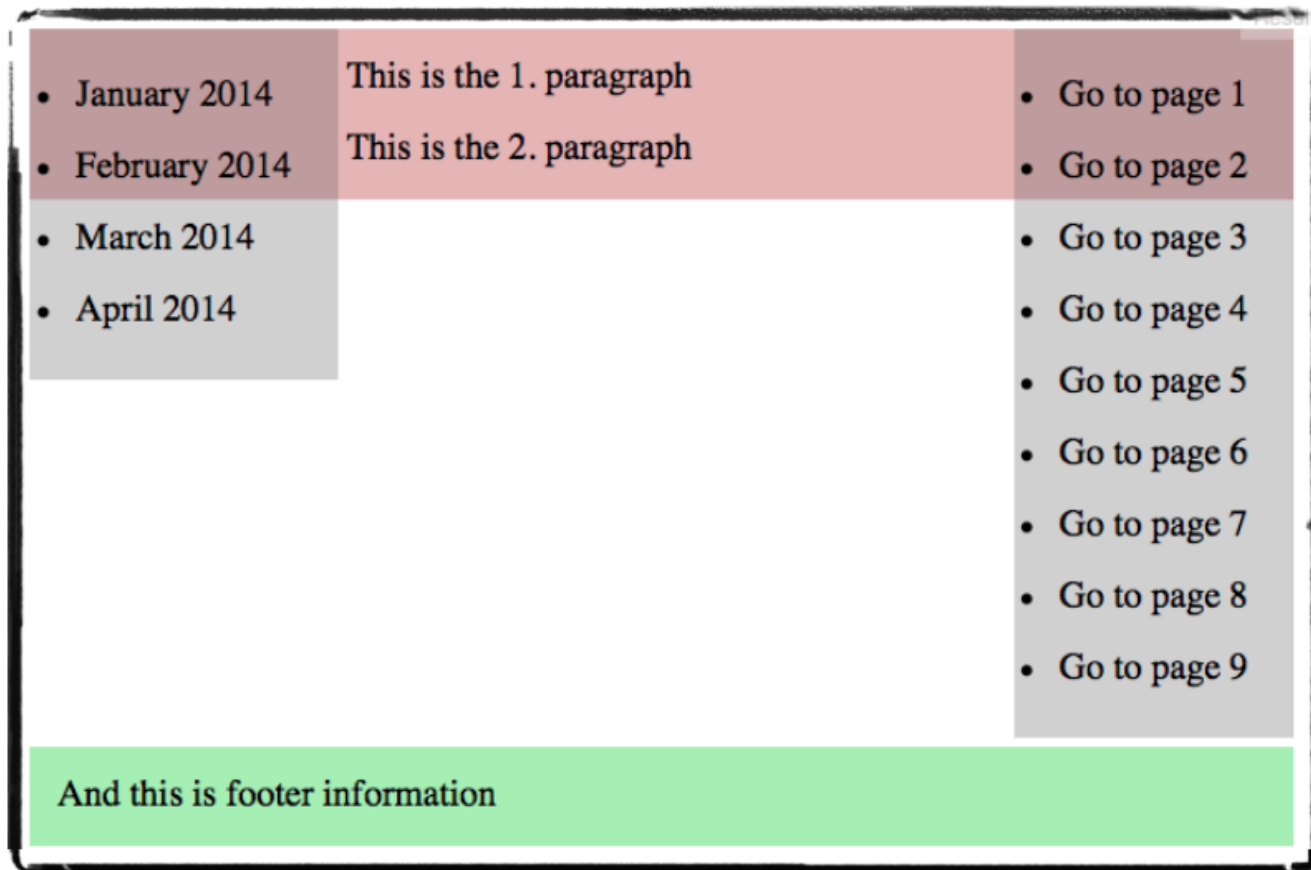 January 2014
February 2014
March 2014
April 2014
This is the 1. paragraph
This is the 2. paragraph
Go to page 1
Go to page 2
Go to page 3
Go to page 4
Go to page 5
Go to page 6
Go to page 7
Go to page 8
Go to page 9
And this is footer information